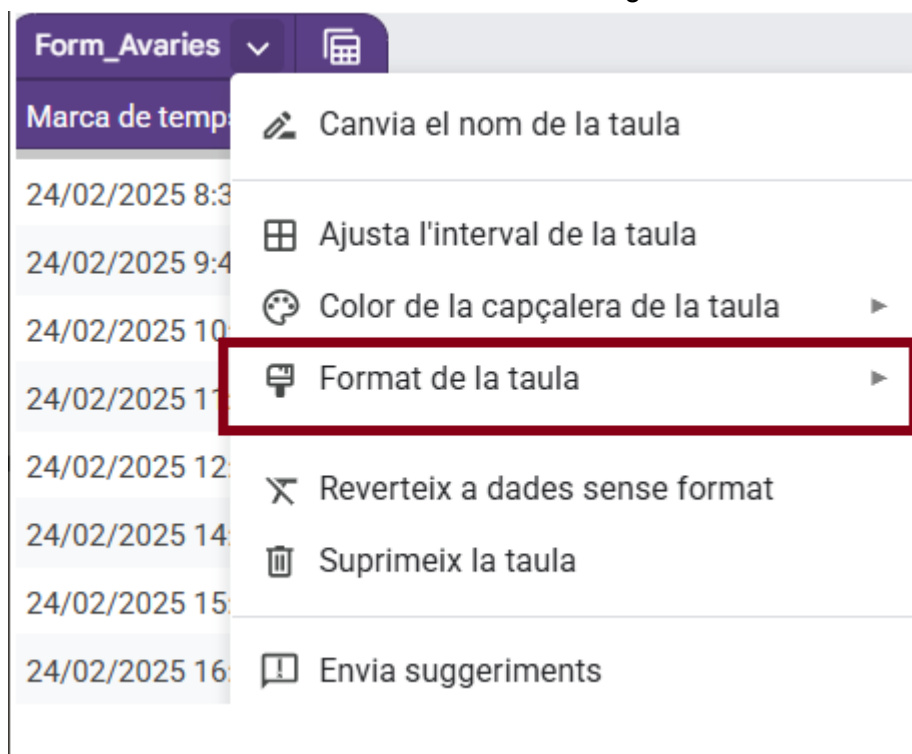 Form_Avaries
Marca de temp
Canvia el nom de la taula
24/02/2025 8:3
Ajusta l'interval de la taula
24/02/2025 9:4
Color de la capçalera de la taula
24/02/2025 10
Format de la taula
24/02/2025 11
24/02/2025 12:
Reverteix a dades sense format
24/02/2025 14:
Suprimeix la taula
24/02/2025 15:
24/02/2025 16:
Envia suggeriments